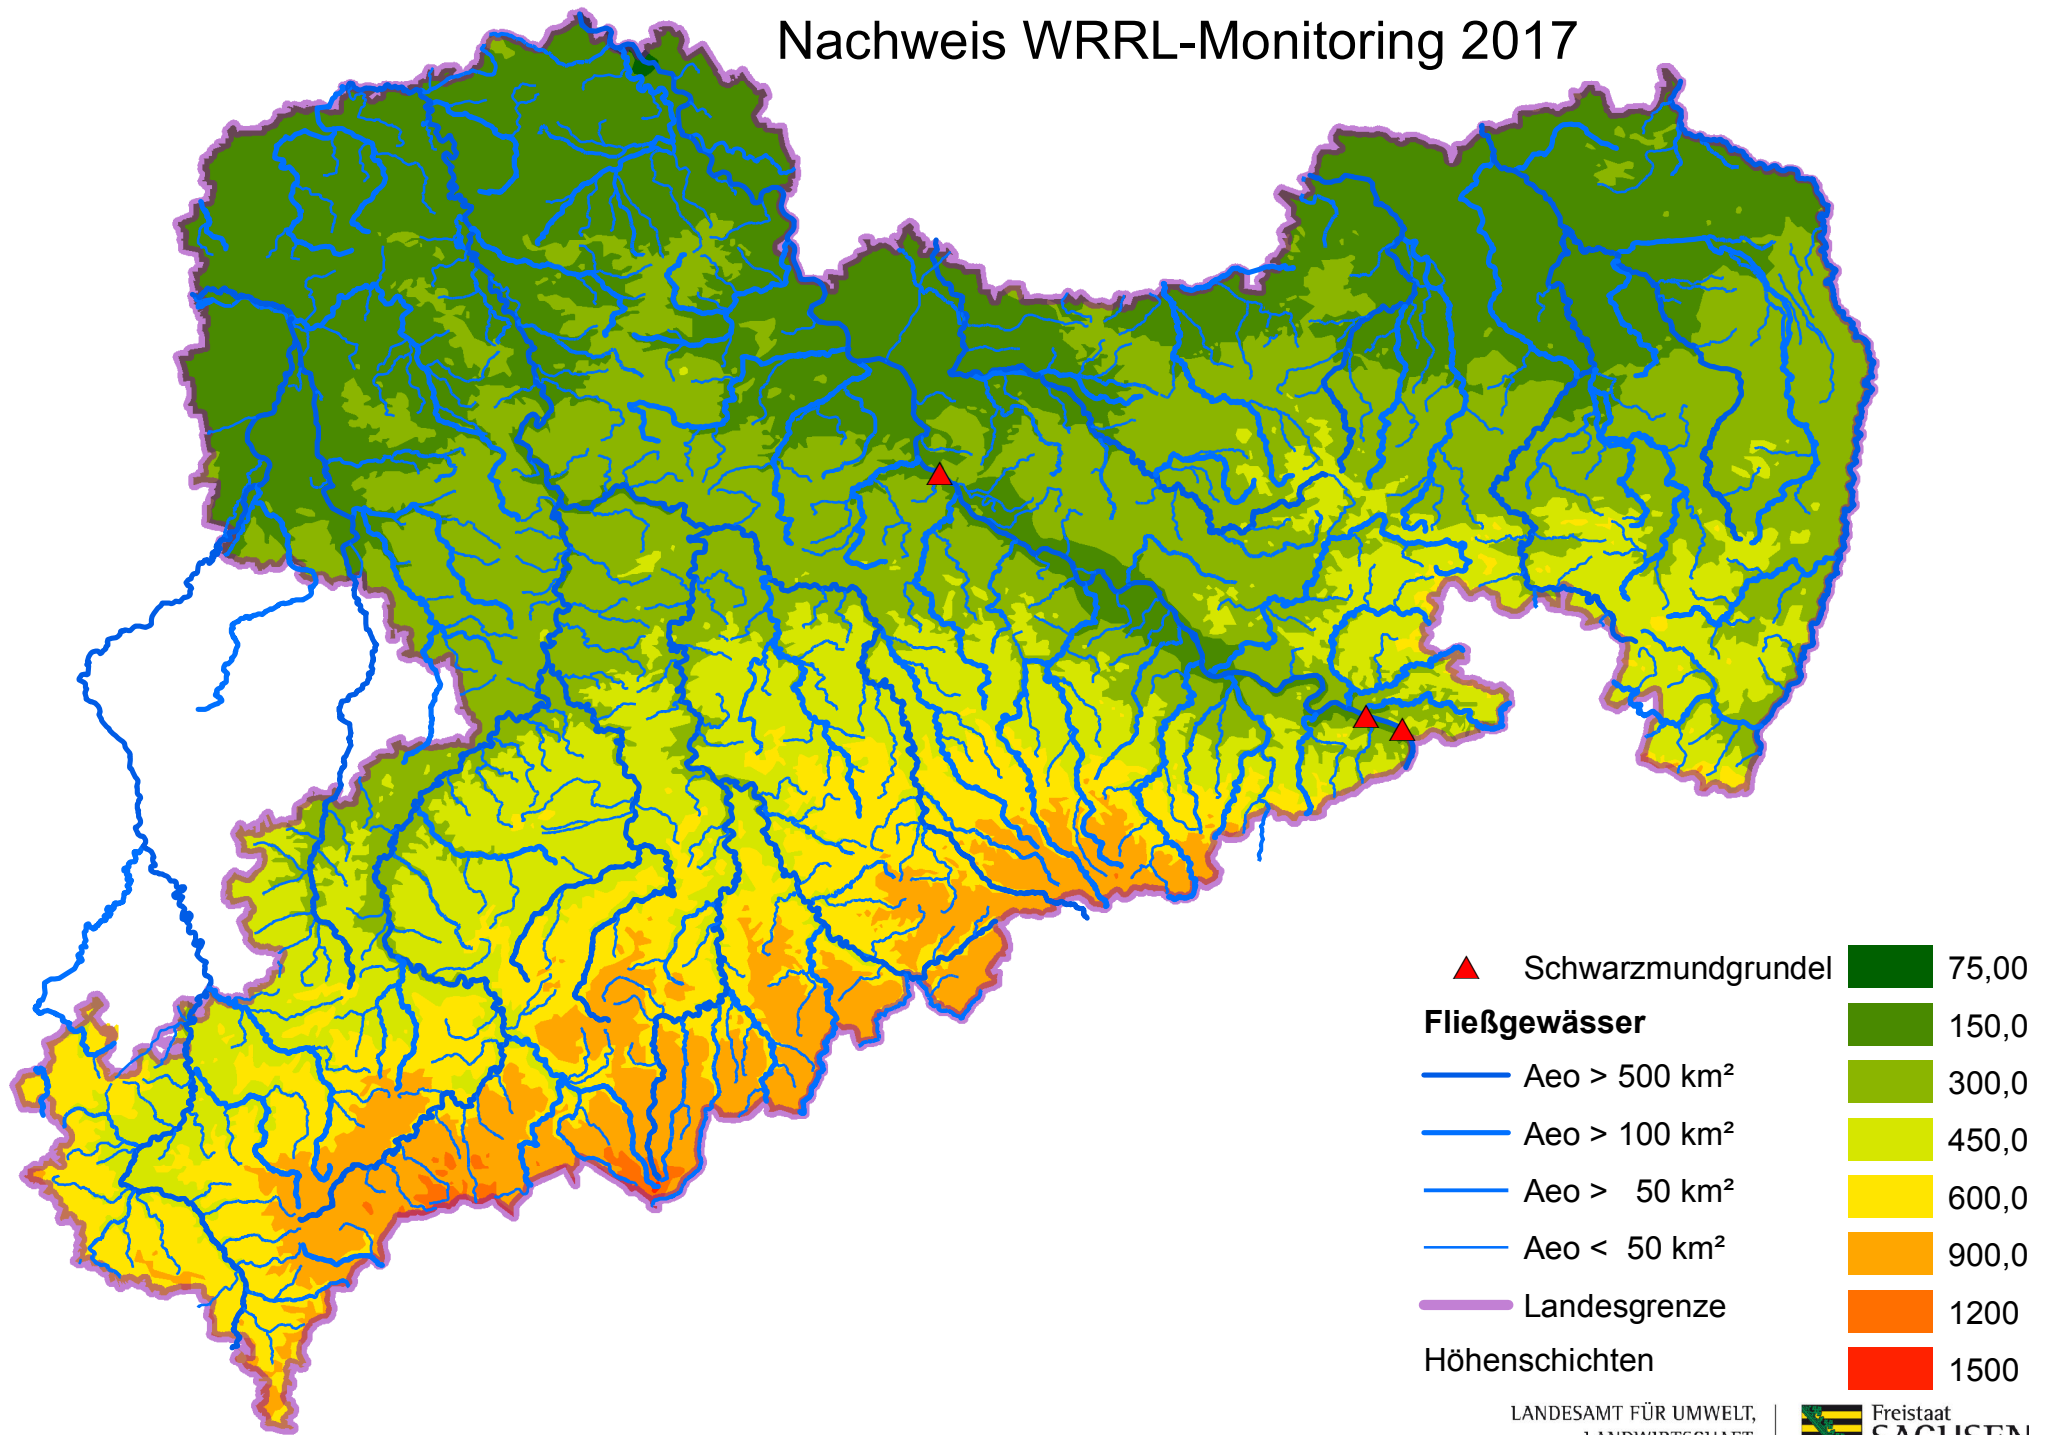 Nachweis WRRL-Monitoring 2017
Schwarzmundgrundel
Fließgewässer
Aeo > 500 km²
Aeo > 100 km²
Aeo > 50 km²
Aeo < 50 km²
Landesgrenze
Höhenschichten
75,00
150,0
300,0
450,0
600,0
900,0
1200
1500
LANDESAMT FÜR UMWELT,
LANDWIRTSCHAFT
Freistaat
SACHSEN